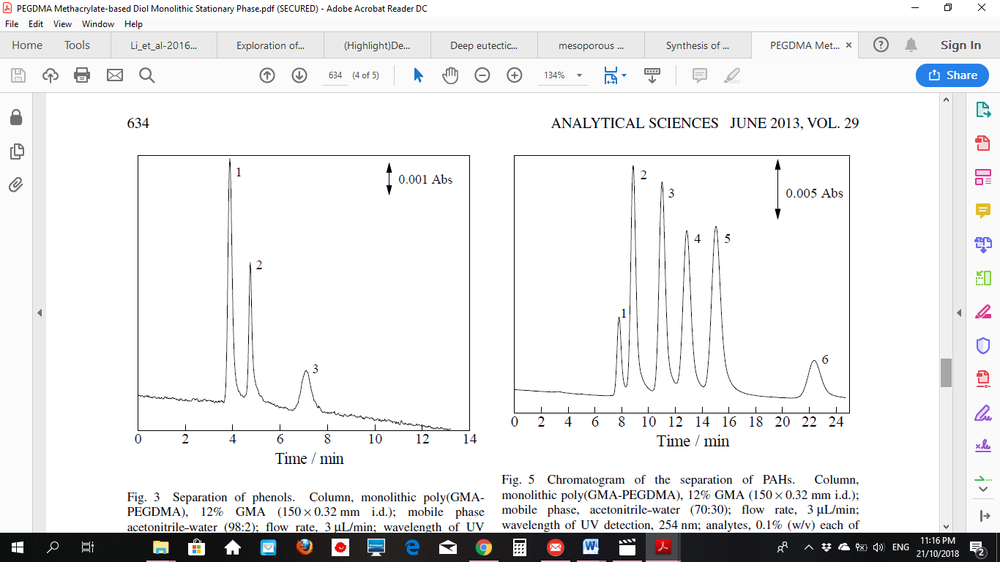 PEGDMA Methacrylate-based Diol Monolithic Stationary Phase.pdf (SECURED) - Adobe Acrobat Reader DC
File Edit View Window Help
Home Tools Li_et_al-2016... Exploration of... (Highlight)De... Deep eutectic... mesoporous ... Synthesis of ... PEGDMA Met... × ? Sign In
634 (4 of 5) 134% Share
634 ANALYTICAL SCIENCES JUNE 2013, VOL. 29
1
2
3
0.001 Abs
0 2 4 6 8 10 12 14
Time / min
Fig. 3 Separation of phenols. Column, monolithic poly(GMA-
PEGDMA), 12% GMA (150 × 0.32 mm i.d.); mobile phase
acetonitrile–water (98:2); flow rate, 3 μL/min; wavelength of UV
1
2
3
4
5
6
0.005 Abs
0 2 4 6 8 10 12 14 16 18 20 22 24
Time / min
Fig. 5 Chromatogram of the separation of PAHs. Column,
monolithic poly(GMA-PEGDMA), 12% GMA (150 × 0.32 mm i.d.);
mobile phase, acetonitrile–water (70:30); flow rate, 3 μL/min;
wavelength of UV detection, 254 nm; analytes, 0.1% (w/v) each of
ENG
11:16 PM
21/10/2018
2